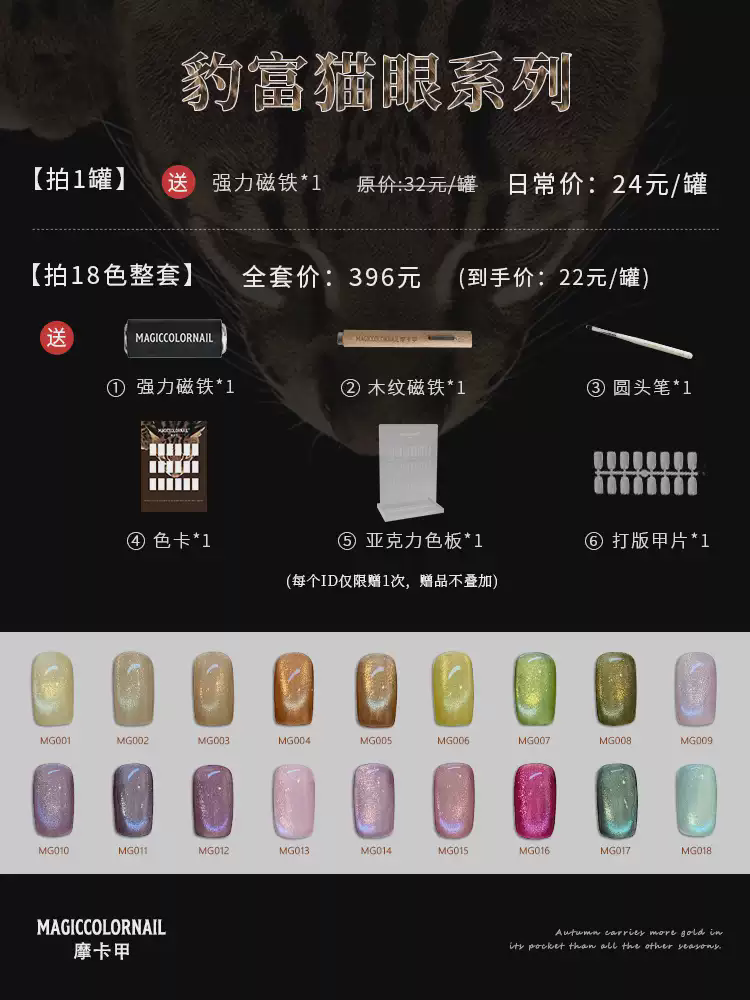 豹富猫眼系列
【拍1罐】 送 强力磁铁*1 原价:32元/罐 日常价：24元/罐
【拍18色整套】 全套价：396元 (到手价：22元/罐)
送
MAGICCOLORNAIL
MAGICCOLORNAIL
① 强力磁铁*1 ② 木纹磁铁*1 ③ 圆头笔*1
MAGICCOLORNAIL
④ 色卡*1 ⑤ 亚克力色板*1 ⑥ 打版甲片*1
(每个ID仅限赠1次，赠品不叠加)
MG001 MG002 MG003 MG004 MG005 MG006 MG007 MG008 MG009
MG010 MG011 MG012 MG013 MG014 MG015 MG016 MG017 MG018
MAGICCOLORNAIL
摩卡甲
Autumn carries more gold in
its pocket than all the other seasons.